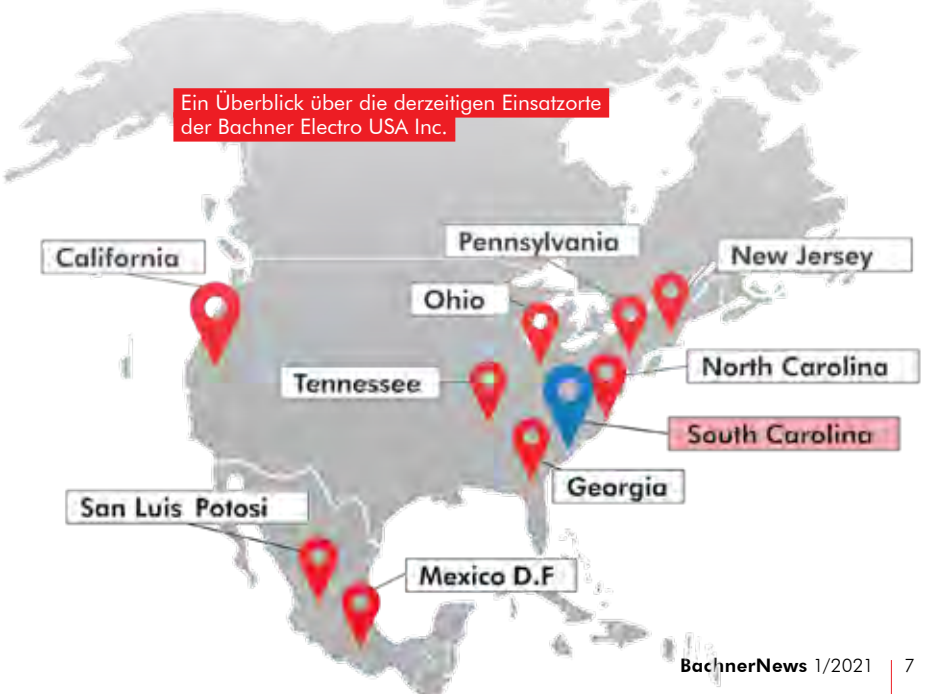 Ein Überblick über die derzeitigen Einsatzorte
der Bachner Electro USA Inc.
Pennsylvania
California
New Jersey
Ohio
North Carolina
Tennessee
South Carolina
Georgia
San Luis Potosi
Mexico D.F
BachnerNews 1/2021 | 7